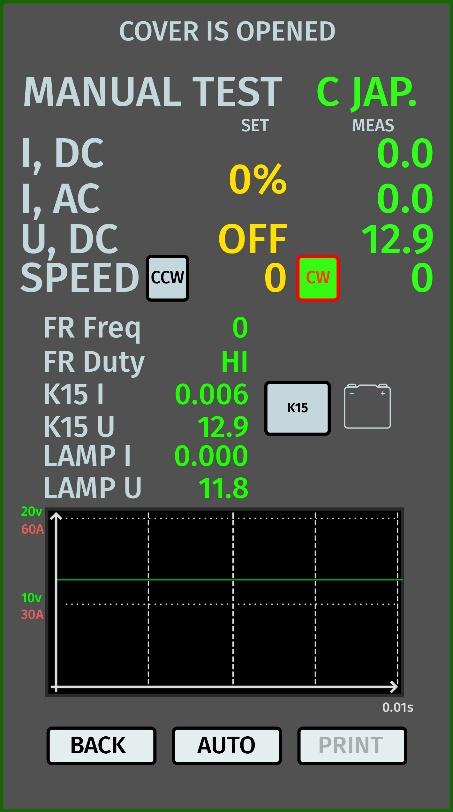 COVER IS OPENED
MANUAL TEST C JAP.
SET MEAS
I, DC 0.0
0%
I, AC 0.0
U, DC OFF 12.9
SPEED CCW 0 CW 0
FR Freq 0
FR Duty HI
K15 I 0.006
K15
K15 U 12.9
LAMP I 0.000
LAMP U 11.8
20v
60A
10v
30A
0.01s
BACK AUTO PRINT